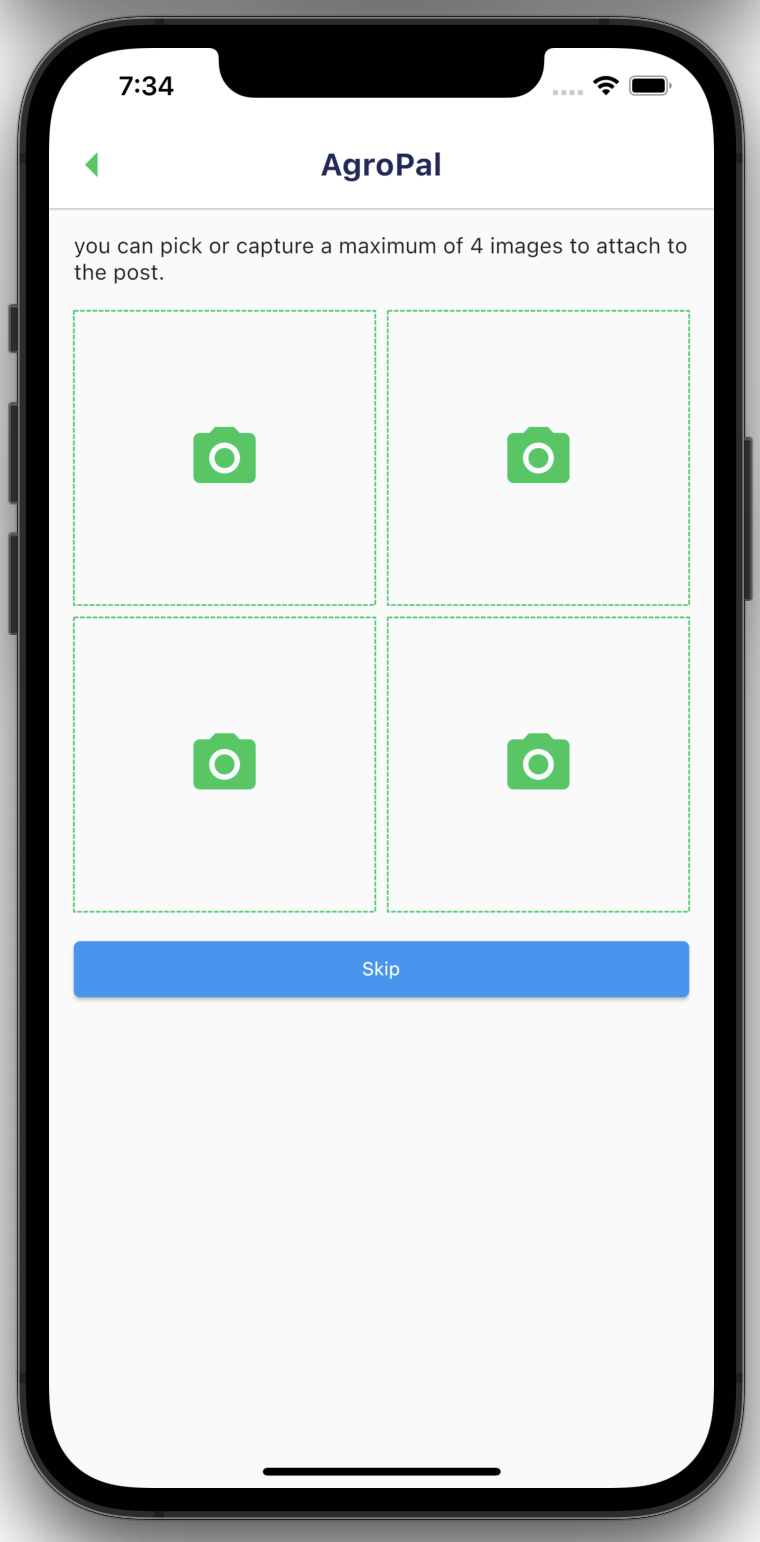 7:34
AgroPal
you can pick or capture a maximum of 4 images to attach to
the post.
Skip